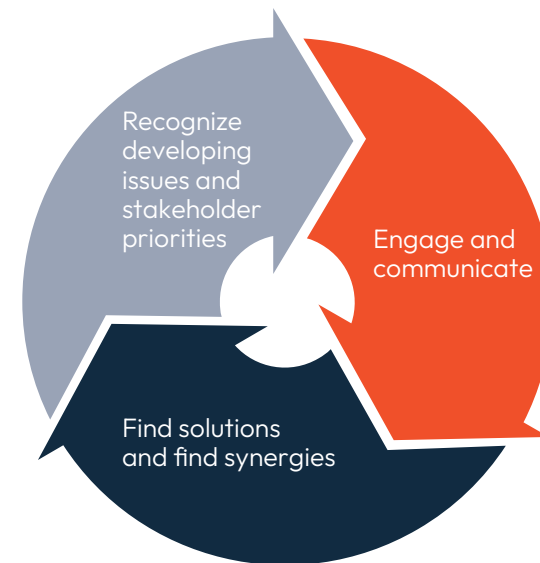 Recognize
developing
issues and
stakeholder
priorities
Engage and
communicate
Find solutions
and find synergies